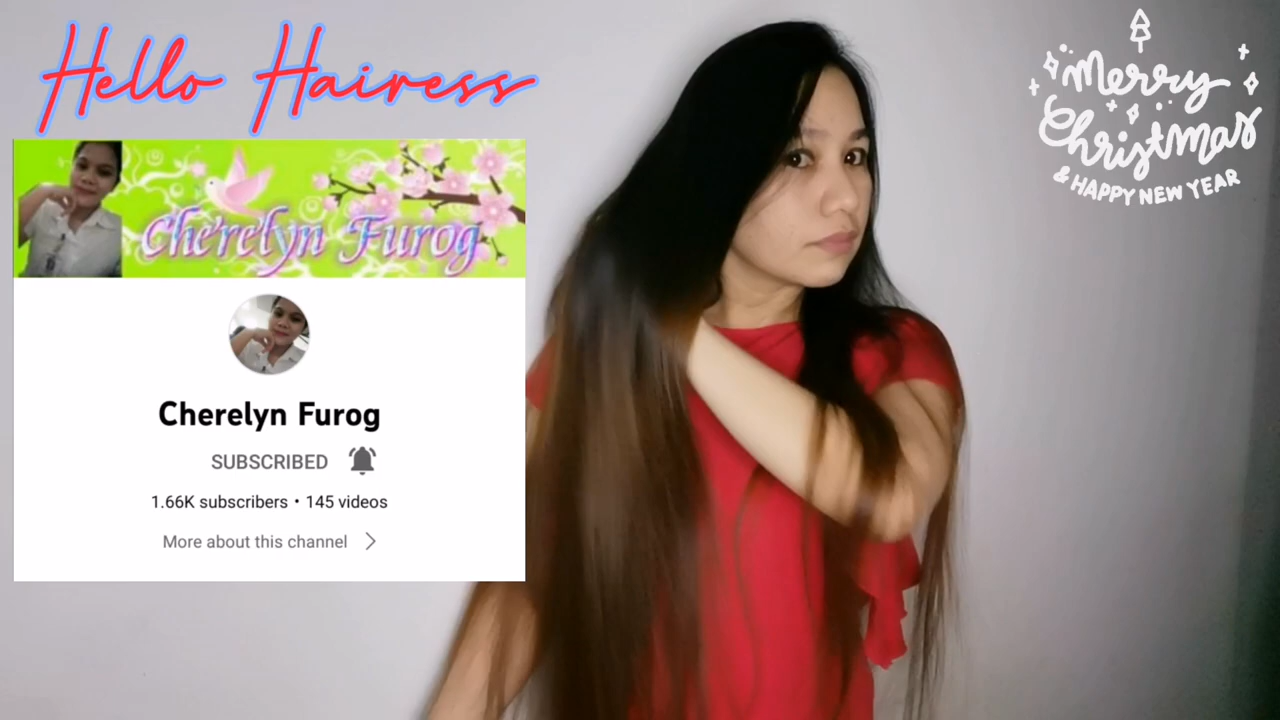 Hello Hairess
Cherelyn Furog
Cherelyn Furog
SUBSCRIBED
1.66K subscribers • 145 videos
More about this channel
Merry
Christmas
& HAPPY NEW YEAR